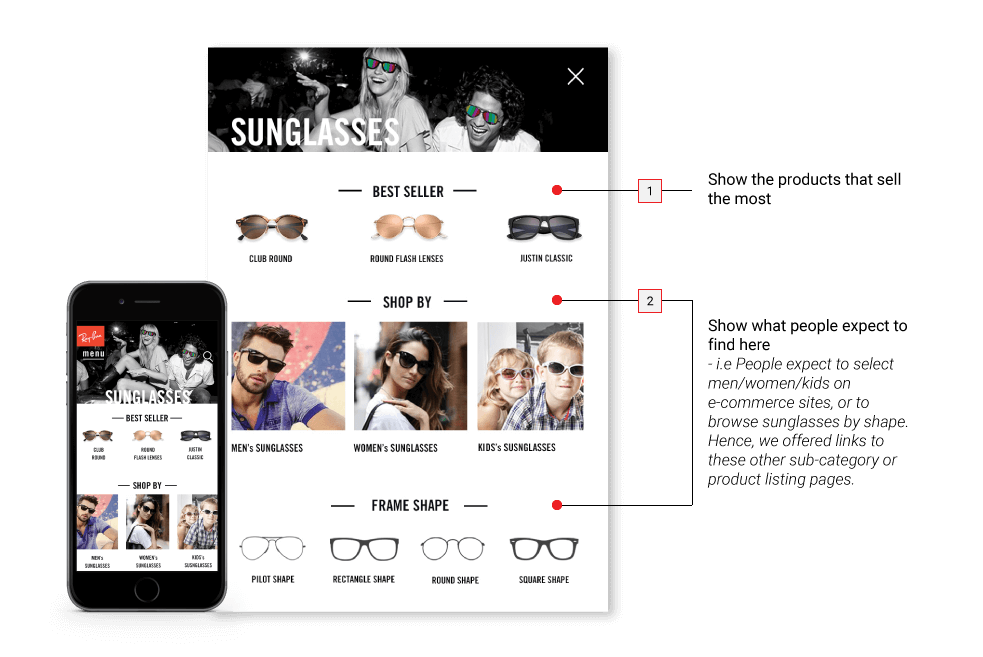 SUNGLASSES
BEST SELLER
CLUB ROUND
ROUND FLASH LENSES
JUSTIN CLASSIC
SHOP BY
MEN's SUNGLASSES
WOMEN's SUNGLASSES
KIDS's SUSNGLASSES
FRAME SHAPE
PILOT SHAPE
RECTANGLE SHAPE
ROUND SHAPE
SQUARE SHAPE
1
Show the products that sell
the most
2
Show what people expect to
find here
- i.e People expect to select
men/women/kids on
e-commerce sites, or to
browse sunglasses by shape.
Hence, we offered links to
these other sub-category or
product listing pages.
Ray-Ban
menu
SUNGLASSES
BEST SELLER
CLUB
ROUND
ROUND
FLASH LENSES
JUSTIN
CLASSIC
SHOP BY
MEN's
SUNGLASSES
WOMEN's
SUNGLASSES
KIDS's
SUSNGLASSES